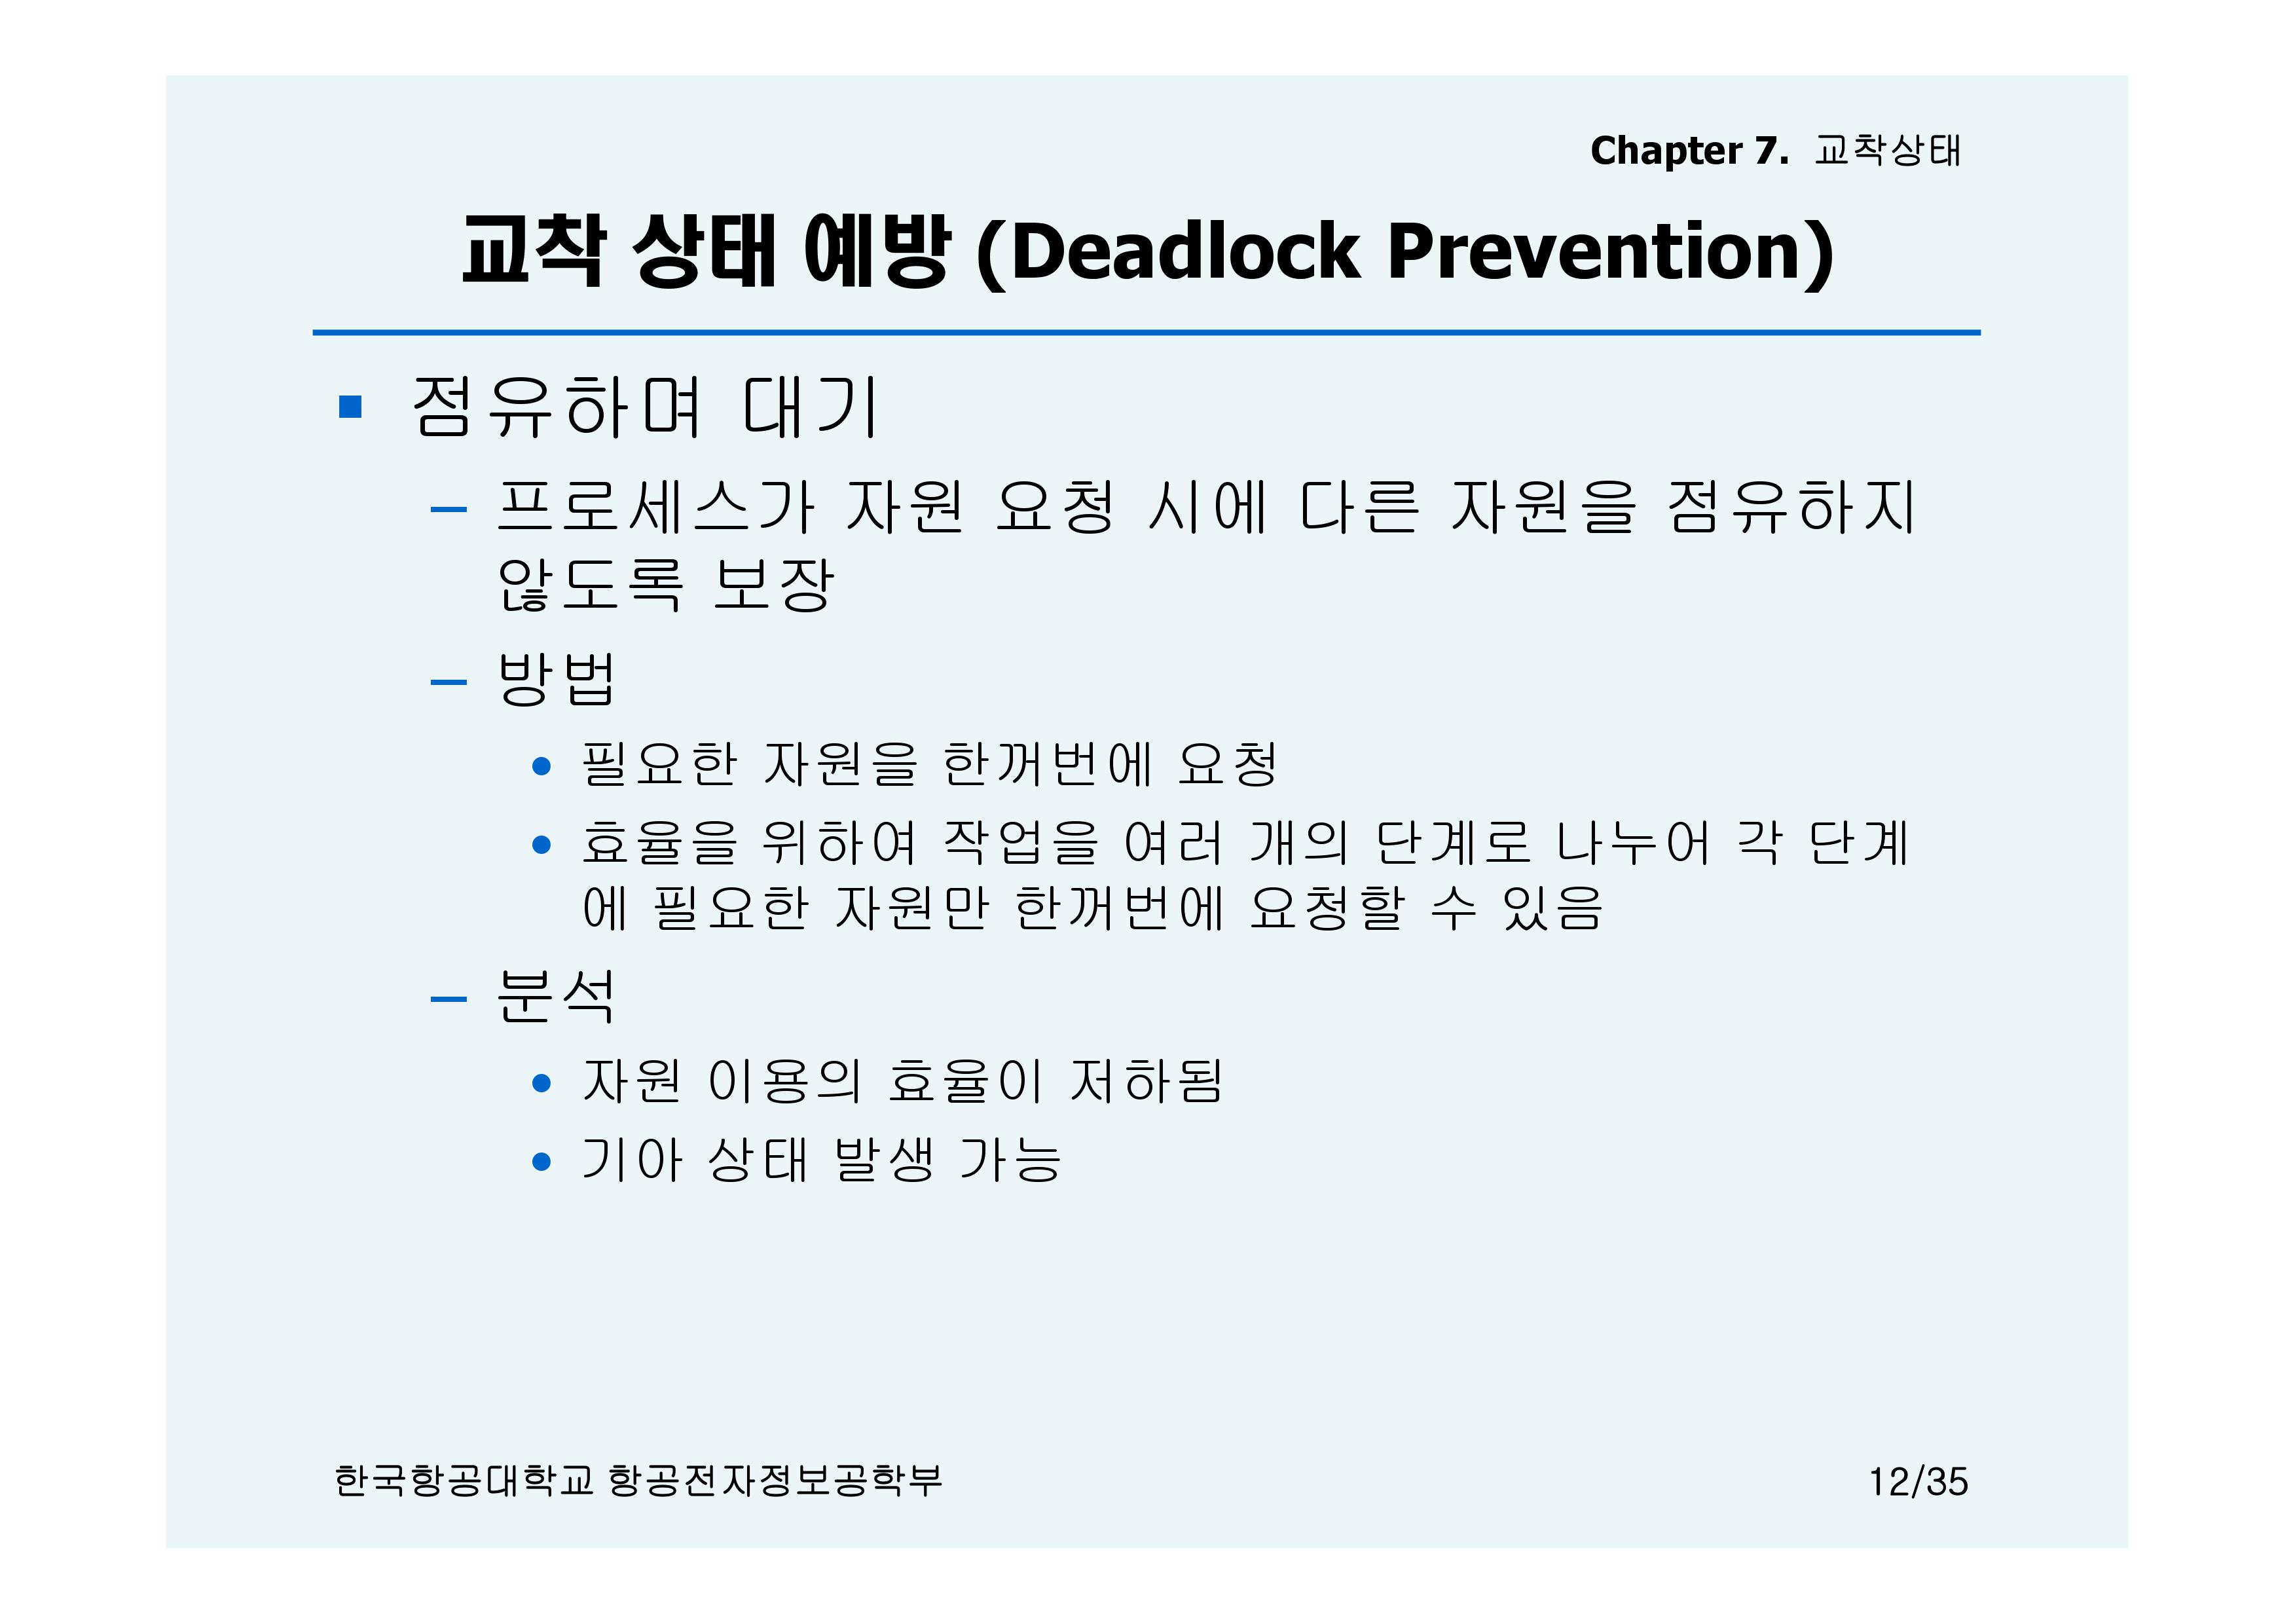 Chapter 7. 교착상태
교착 상태 예방 (Deadlock Prevention)
점유하며 대기
프로세스가 자원 요청 시에 다른 자원을 점유하지
않도록 보장
방법
필요한 자원을 한꺼번에 요청
효율을 위하여 작업을 여러 개의 단계로 나누어 각 단계
에 필요한 자원만 한꺼번에 요청할 수 있음
분석
자원 이용의 효율이 저하됨
기아 상태 발생 가능
한국항공대학교 항공전자정보공학부
12/35